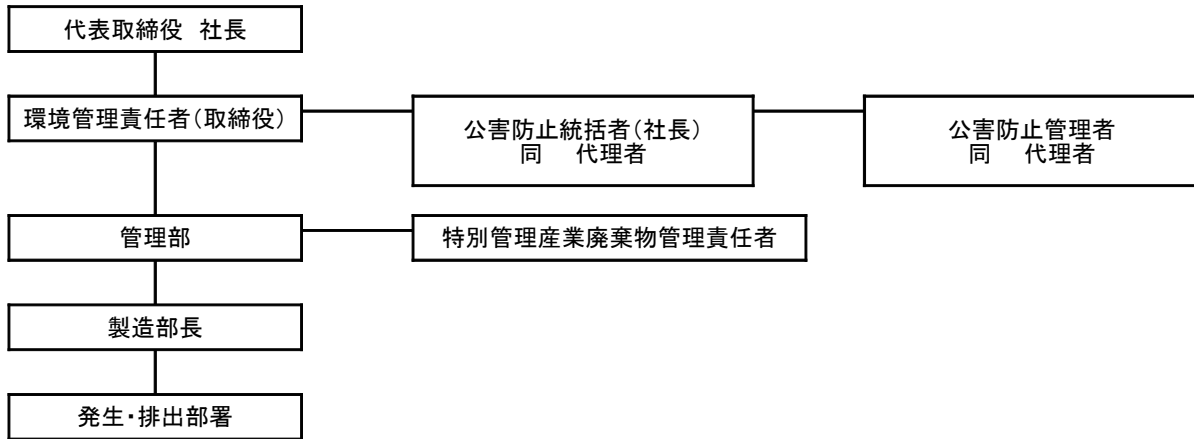 代表取締役 社長
環境管理責任者(取締役)
公害防止統括者(社長)
同 代理者
公害防止管理者
同 代理者
管理部
特別管理産業廃棄物管理責任者
製造部長
発生・排出部署